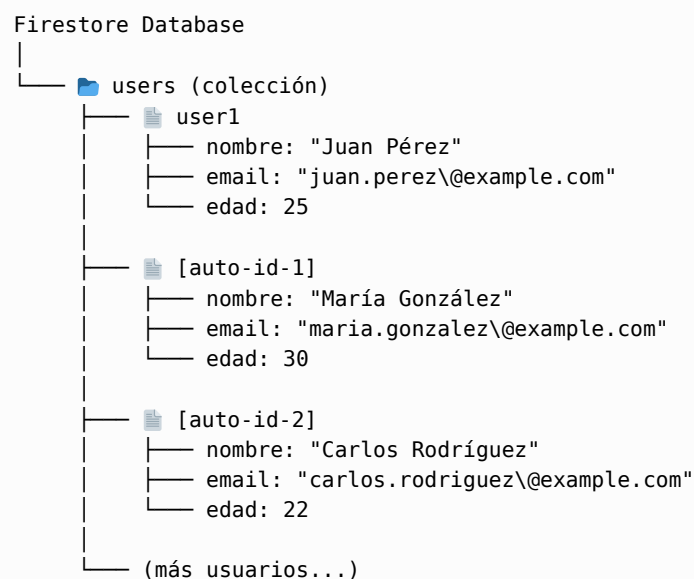 Firestore Database
│
└─── 📂 users (colección)
     ├─── 📄 user1
     │    ├─── nombre: "Juan Pérez"
     │    ├─── email: "juan.perez\@example.com"
     │    └─── edad: 25
     │
     ├─── 📄 [auto-id-1]
     │    ├─── nombre: "María González"
     │    ├─── email: "maria.gonzalez\@example.com"
     │    └─── edad: 30
     │
     ├─── 📄 [auto-id-2]
     │    ├─── nombre: "Carlos Rodríguez"
     │    ├─── email: "carlos.rodriguez\@example.com"
     │    └─── edad: 22
     │
     └─── (más usuarios...)